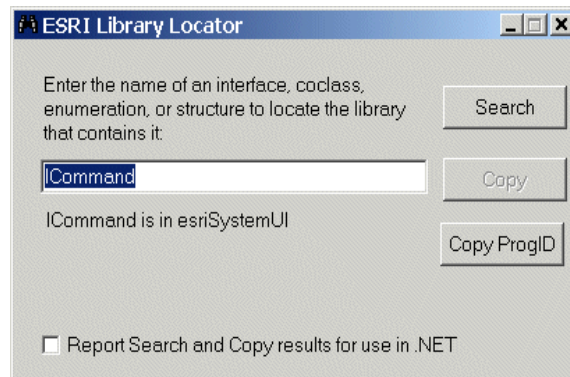 ESRI Library Locator
Enter the name of an interface, coclass,
enumeration, or structure to locate the library
that contains it:
Search
ICommand
Copy
ICommand is in esriSystemUI
Copy ProgID
Report Search and Copy results for use in .NET